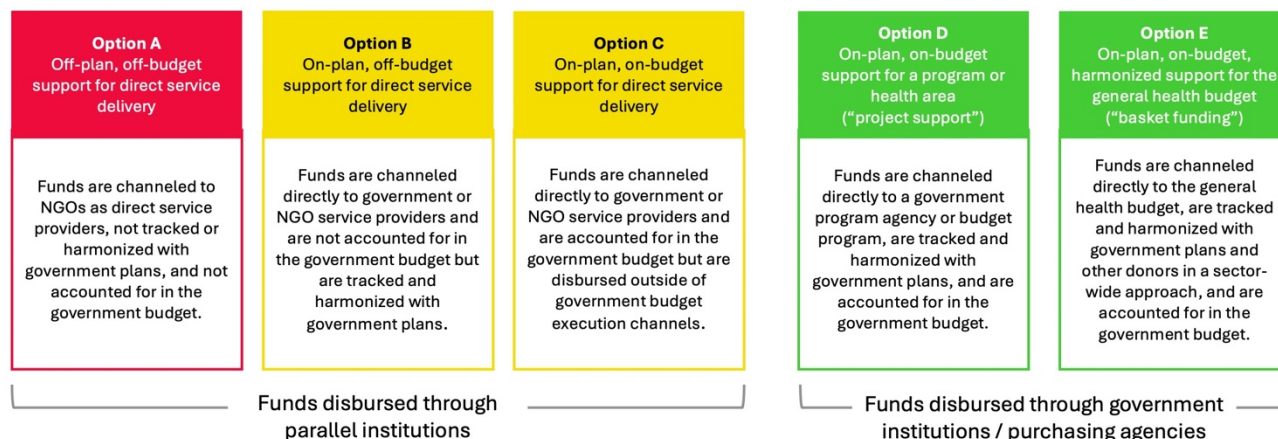 Option A
Off-plan, off-budget
support for direct service
delivery
Funds are channeled to
NGOs as direct service
providers, not tracked or
harmonized with
government plans, and not
accounted for in the
government budget.
Option B
On-plan, off-budget
support for direct service
delivery
Funds are channeled
directly to government or
NGO service providers and
are not accounted for in
the government budget but
are tracked and
harmonized with
government plans.
Option C
On-plan, on-budget
support for direct service
delivery
Funds are channeled
directly to government or
NGO service providers and
are accounted for in the
government budget but are
disbursed outside of
government budget
execution channels.
Option D
On-plan, on-budget
support for a program or
health area
(“project support”)
Funds are channeled
directly to a government
program agency or budget
program, are tracked and
harmonized with
government plans, and are
accounted for in the
government budget.
Option E
On-plan, on-budget,
harmonized support for the
general health budget
(“basket funding”)
Funds are channeled
directly to the general
health budget, are tracked
and harmonized with
government plans and
other donors in a sector-
wide approach, and are
accounted for in the
government budget.
Funds disbursed through
parallel institutions
Funds disbursed through government
institutions / purchasing agencies